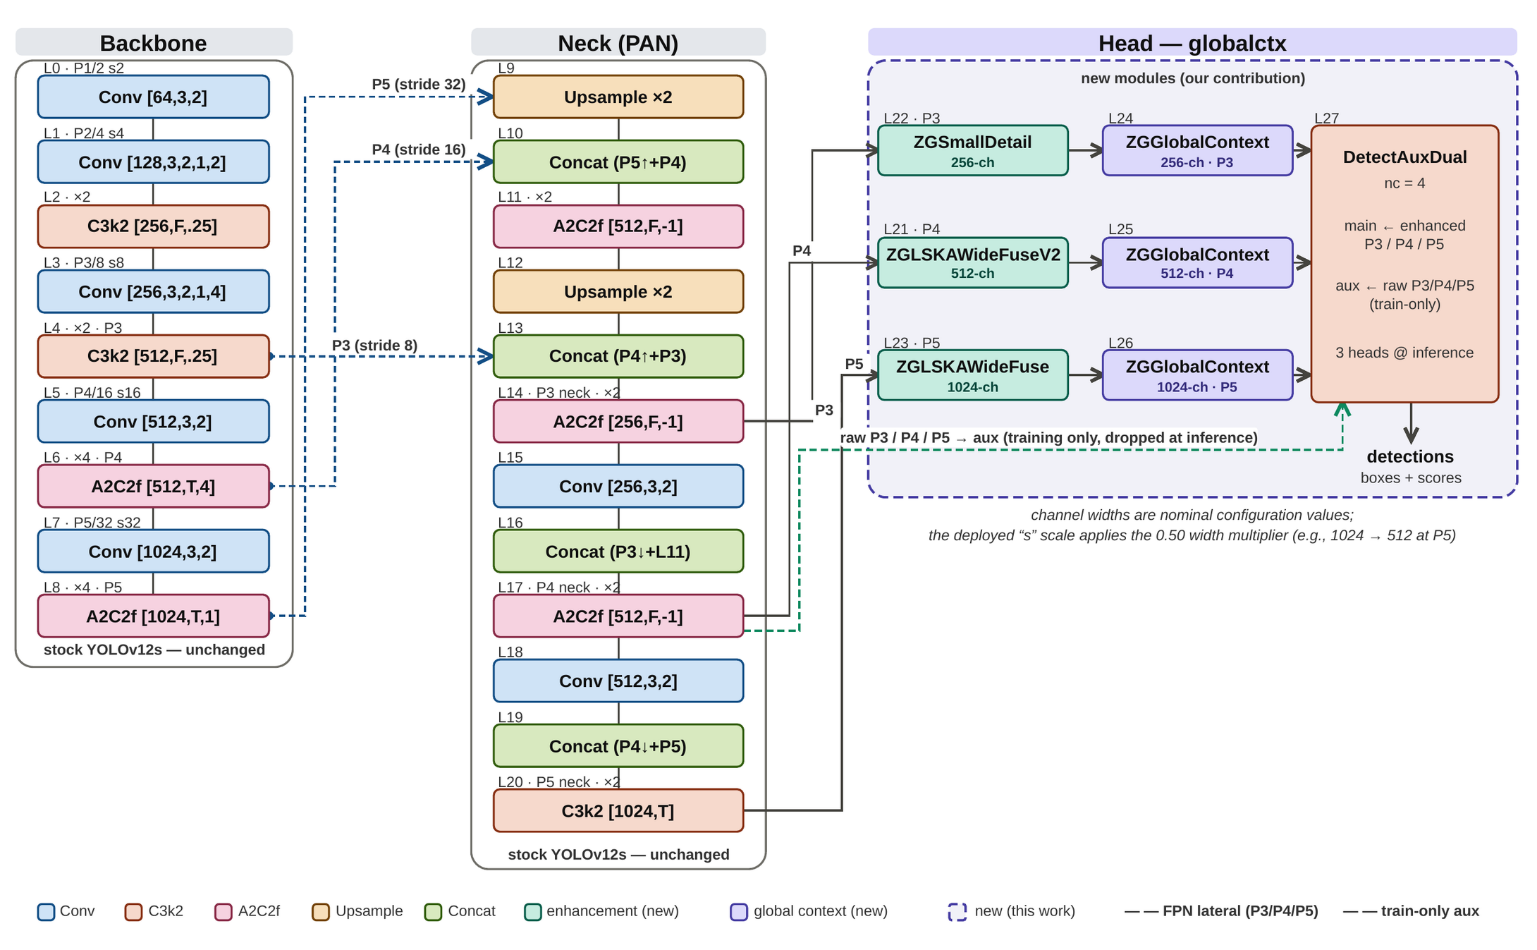 Backbone
L0 · P1/2 s2
Conv [64,3,2]
L1 · P2/4 s4
Conv [128,3,2,1,2]
L2 · ×2
C3k2 [256,F,.25]
L3 · P3/8 s8
Conv [256,3,2,1,4]
L4 · ×2 · P3
C3k2 [512,F,.25]
L5 · P4/16 s16
Conv [512,3,2]
L6 · ×4 · P4
A2C2f [512,T,4]
L7 · P5/32 s32
Conv [1024,3,2]
L8 · ×4 · P5
A2C2f [1024,T,1]
stock YOLOv12s — unchanged
P5 (stride 32)
P4 (stride 16)
P3 (stride 8)
Neck (PAN)
L9
Upsample ×2
L10
Concat (P5↑+P4)
L11 · ×2
A2C2f [512,F,-1]
L12
Upsample ×2
L13
Concat (P4↑+P3)
L14 · P3 neck · ×2
A2C2f [256,F,-1]
L15
Conv [256,3,2]
L16
Concat (P3↓+L11)
L17 · P4 neck · ×2
A2C2f [512,F,-1]
L18
Conv [512,3,2]
L19
Concat (P4↓+P5)
L20 · P5 neck · ×2
C3k2 [1024,T]
stock YOLOv12s — unchanged
P4
P5
P3
Head — globalctx
new modules (our contribution)
L22 · P3
ZGSmallDetail
256-ch
L24
ZGGlobalContext
256-ch · P3
L21 · P4
ZGLSKAWideFuseV2
512-ch
L25
ZGGlobalContext
512-ch · P4
L23 · P5
ZGLSKAWideFuse
1024-ch
L26
ZGGlobalContext
1024-ch · P5
L27
DetectAuxDual
nc = 4
main ← enhanced
P3 / P4 / P5
aux ← raw P3/P4/P5
(train-only)
3 heads @ inference
raw P3 / P4 / P5 → aux (training only, dropped at inference)
detections
boxes + scores
channel widths are nominal configuration values;
the deployed “s” scale applies the 0.50 width multiplier (e.g., 1024 → 512 at P5)
Conv
C3k2
A2C2f
Upsample
Concat
enhancement (new)
global context (new)
new (this work)
— — FPN lateral (P3/P4/P5)
— — train-only aux